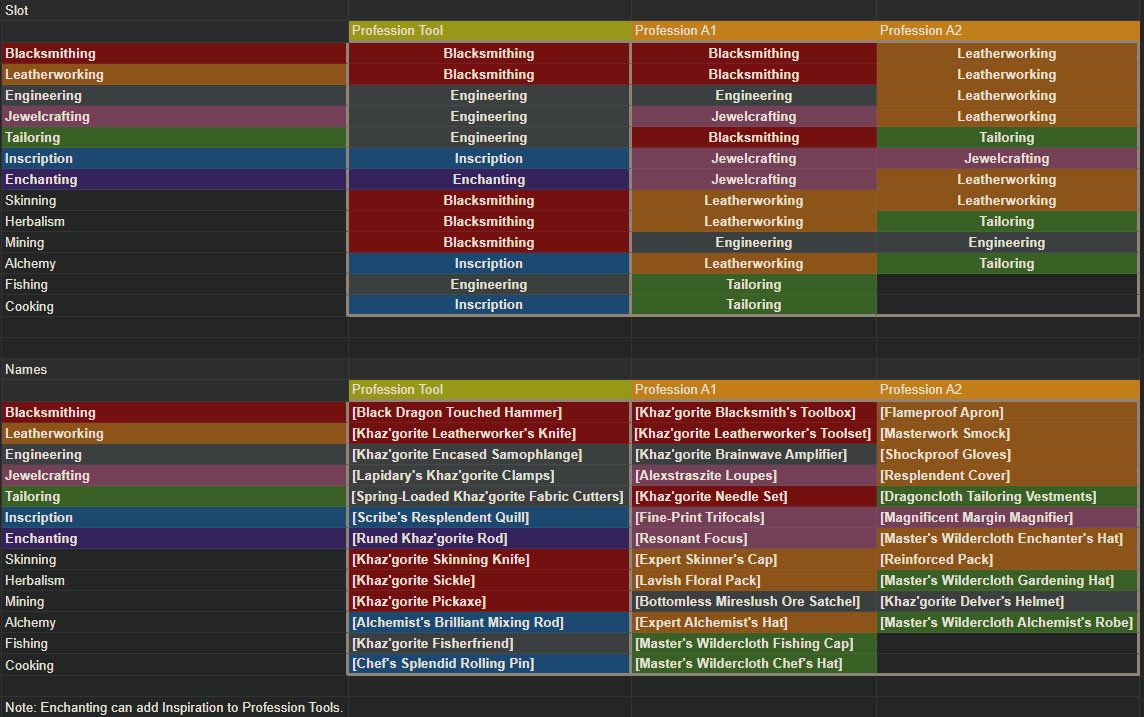 Slot
Profession Tool Profession A1 Profession A2
Blacksmithing Blacksmithing Blacksmithing Leatherworking
Leatherworking Blacksmithing Blacksmithing Leatherworking
Engineering Engineering Engineering Leatherworking
Jewelcrafting Engineering Jewelcrafting Leatherworking
Tailoring Engineering Blacksmithing Tailoring
Inscription Inscription Jewelcrafting Jewelcrafting
Enchanting Enchanting Jewelcrafting Leatherworking
Skinning Blacksmithing Leatherworking Leatherworking
Herbalism Blacksmithing Leatherworking Tailoring
Mining Blacksmithing Engineering Engineering
Alchemy Inscription Leatherworking Tailoring
Fishing Engineering Tailoring
Cooking Inscription Tailoring
Names
Profession Tool Profession A1 Profession A2
Blacksmithing [Black Dragon Touched Hammer] [Khaz'gorite Blacksmith's Toolbox] [Flameproof Apron]
Leatherworking [Khaz'gorite Leatherworker's Knife] [Khaz'gorite Leatherworker's Toolset] [Masterwork Smock]
Engineering [Khaz'gorite Encased Samophlange] [Khaz'gorite Brainwave Amplifier] [Shockproof Gloves]
Jewelcrafting [Lapidary's Khaz'gorite Clamps] [Alexstraszite Loupes] [Resplendent Cover]
Tailoring [Spring-Loaded Khaz'gorite Fabric Cutters] [Khaz'gorite Needle Set] [Dragoncloth Tailoring Vestments]
Inscription [Scribe's Resplendent Quill] [Fine-Print Trifocals] [Magnificent Margin Magnifier]
Enchanting [Runed Khaz'gorite Rod] [Resonant Focus] [Master's Wildercloth Enchanter's Hat]
Skinning [Khaz'gorite Skinning Knife] [Expert Skinner's Cap] [Reinforced Pack]
Herbalism [Khaz'gorite Sickle] [Lavish Floral Pack] [Master's Wildercloth Gardening Hat]
Mining [Khaz'gorite Pickaxe] [Bottomless Mireslush Ore Satchel] [Khaz'gorite Delver's Helmet]
Alchemy [Alchemist's Brilliant Mixing Rod] [Expert Alchemist's Hat] [Master's Wildercloth Alchemist's Robe]
Fishing [Khaz'gorite Fisherfriend] [Master's Wildercloth Fishing Cap]
Cooking [Chef's Splendid Rolling Pin] [Master's Wildercloth Chef's Hat]
Note: Enchanting can add Inspiration to Profession Tools.